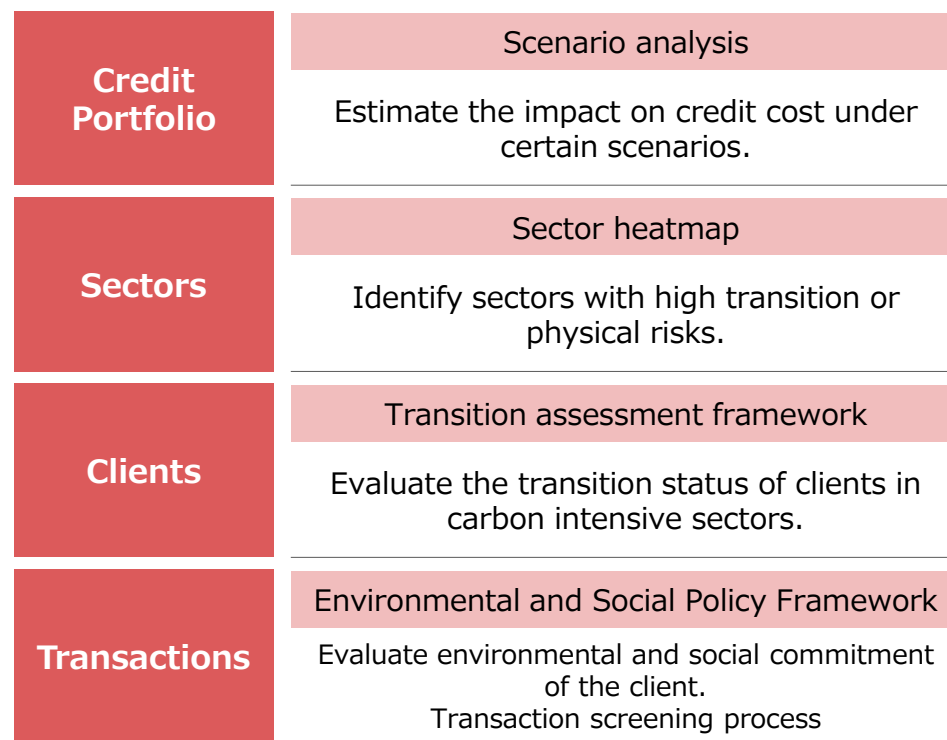 Credit
Portfolio
Scenario analysis
Estimate the impact on credit cost under
certain scenarios.
Sectors
Sector heatmap
Identify sectors with high transition or
physical risks.
Clients
Transition assessment framework
Evaluate the transition status of clients in
carbon intensive sectors.
Transactions
Environmental and Social Policy Framework
Evaluate environmental and social commitment
of the client.
Transaction screening process